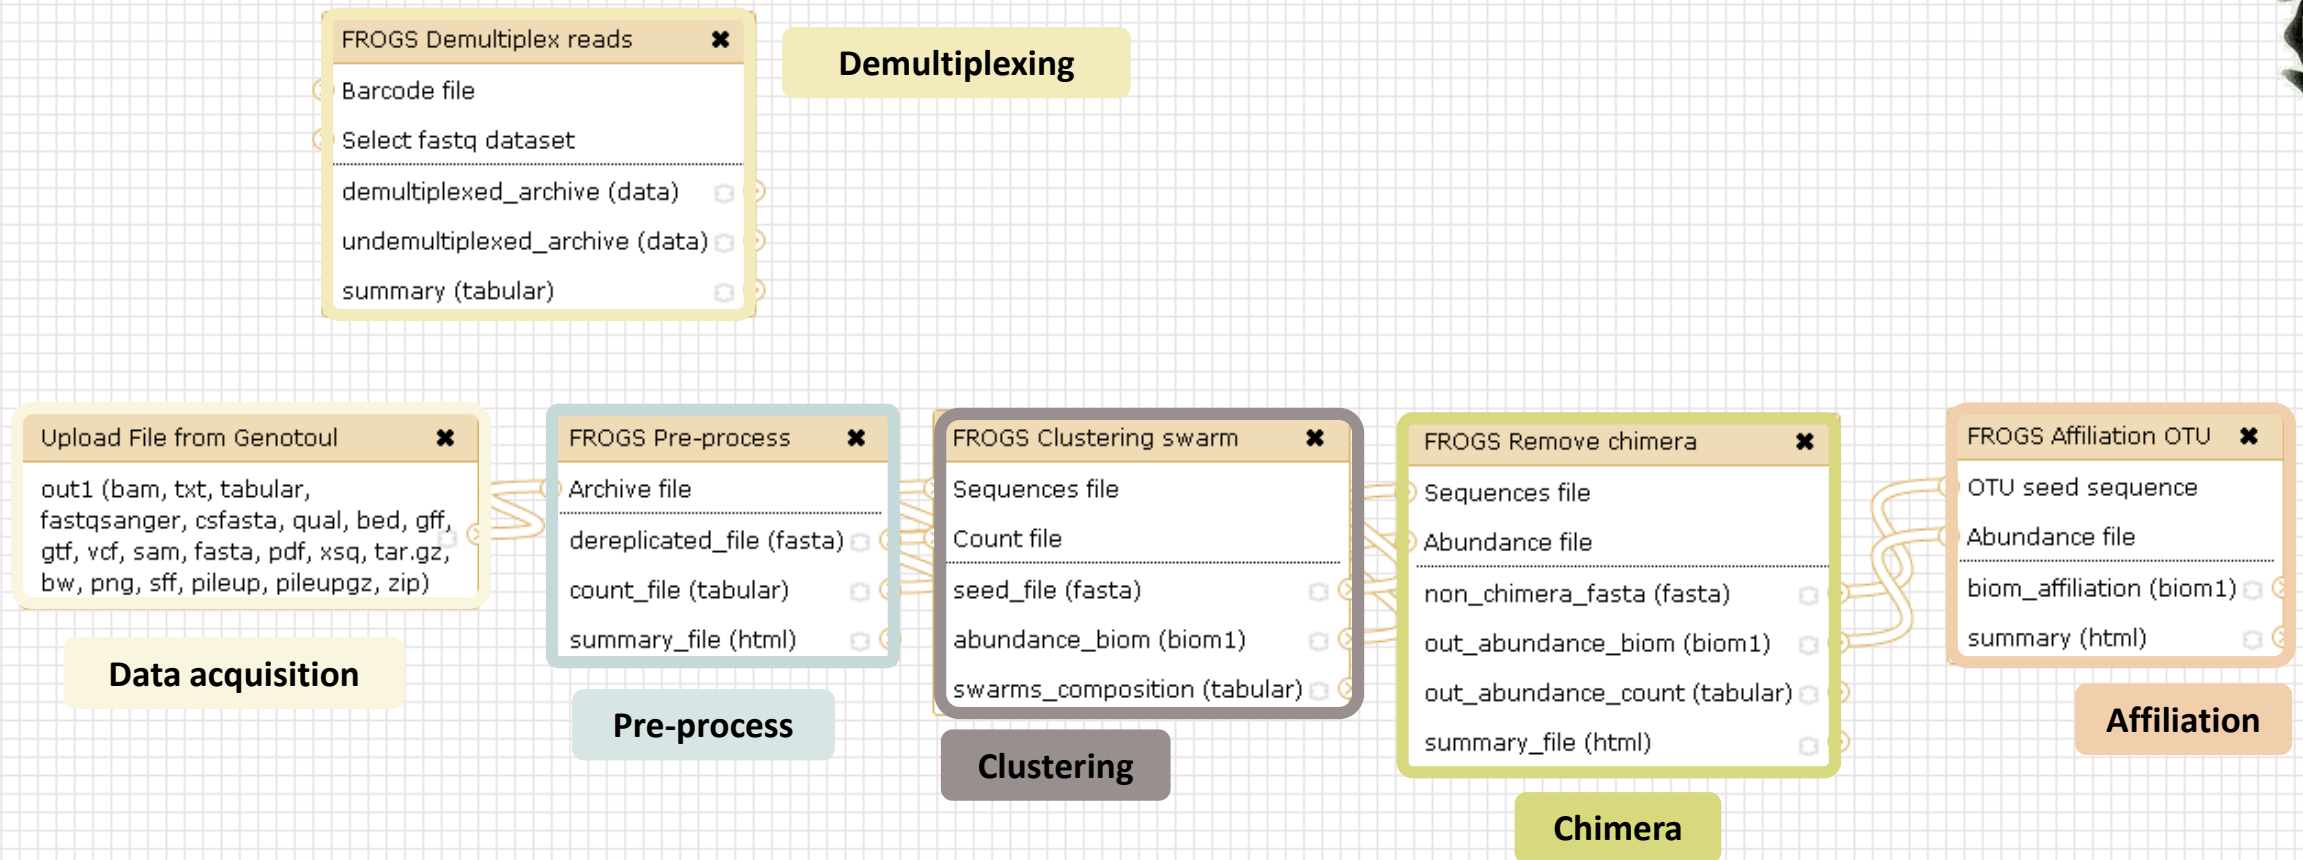 FROGS Demultiplex reads
Barcode file
Select fastq dataset
demultiplexed_archive (data)
undemultiplexed_archive (data)
summary (tabular)
Demultiplexing
Upload File from Genotoul
out1 (bam, txt, tabular,
fastqsanger, csfasta, qual, bed, gff,
gtf, vcf, sam, fasta, pdf, xsq, tar.gz,
bw, png, sff, pileup, pileupgz, zip)
Data acquisition
FROGS Pre-process
Archive file
dereplicated_file (fasta)
count_file (tabular)
summary_file (html)
Pre-process
FROGS Clustering swarm
Sequences file
Count file
seed_file (fasta)
abundance_biom (biom1)
swarms_composition (tabular)
Clustering
FROGS Remove chimera
Sequences file
Abundance file
non_chimera_fasta (fasta)
out_abundance_biom (biom1)
out_abundance_count (tabular)
summary_file (html)
Chimera
FROGS Affiliation OTU
OTU seed sequence
Abundance file
biom_affiliation (biom1)
summary (html)
Affiliation